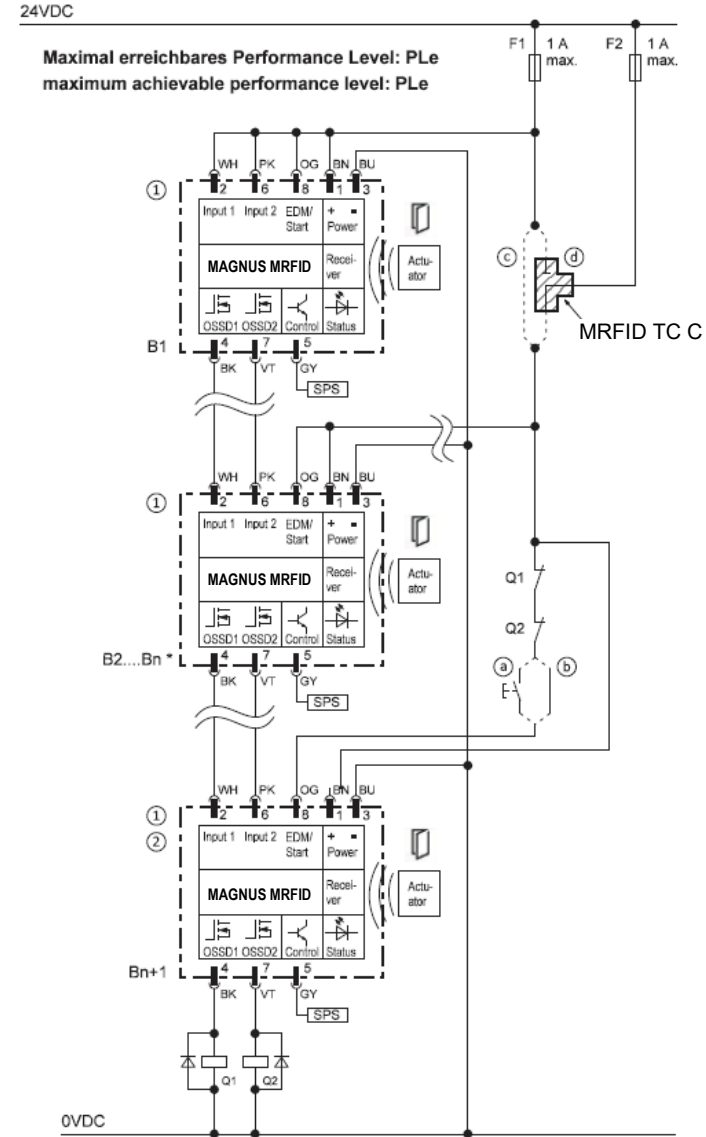 24VDC
Maximal erreichbares Performance Level: PLe
maximum achievable performance level: PLe
F1 1 A max.
F2 1 A max.
WH PK OG BN BU
① 2 6 8 1 3
Input 1 Input 2 EDM/ Start + - Power
MAGNUS MRFID Recei- ver Actu- ator
OSSD1 OSSD2 Control Status
B1 4 7 5
BK VT GY
SPS
c d
MRFID TC C
WH PK OG BN BU
① 2 6 8 1 3
Input 1 Input 2 EDM/ Start + - Power
MAGNUS MRFID Recei- ver Actu- ator
OSSD1 OSSD2 Control Status
B2....Bn * 4 7 5
BK VT GY
SPS
Q1
Q2
a b
WH PK OG BN BU
① 2 6 8 1 3
② Input 1 Input 2 EDM/ Start + - Power
MAGNUS MRFID Recei- ver Actu- ator
OSSD1 OSSD2 Control Status
Bn+1 4 7 5
BK VT GY
SPS
Q1 Q2
0VDC